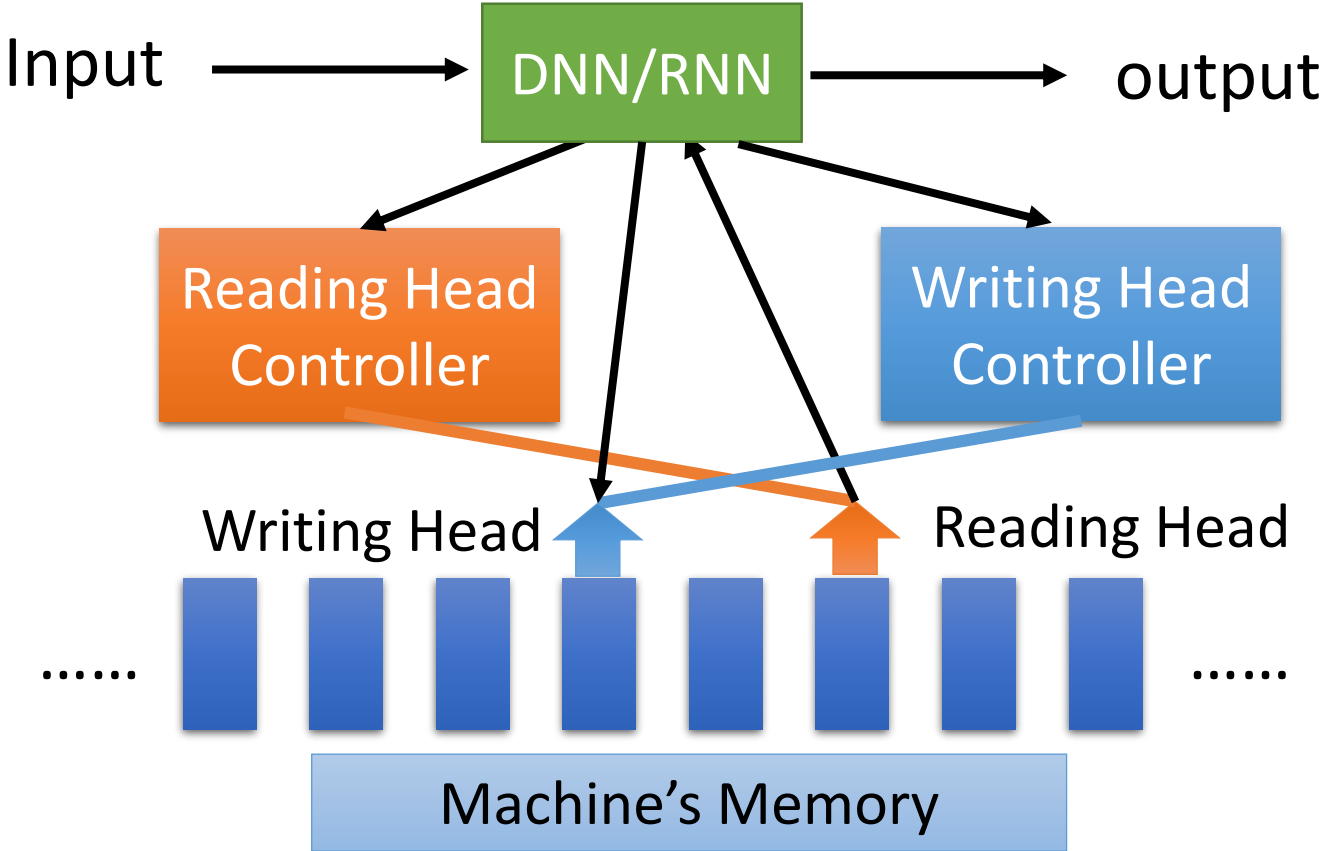 Input
DNN/RNN
output
Reading Head
Controller
Writing Head
Controller
Writing Head
Reading Head
……
……
Machine’s Memory